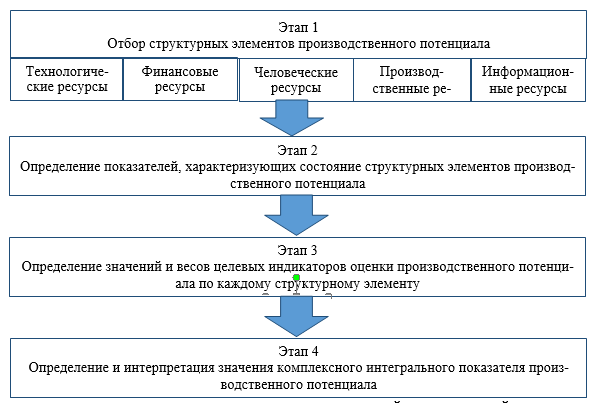 Этап 1
Отбор структурных элементов производственного потенциала
Технологиче-
ские ресурсы
Финансовые
ресурсы
Человеческие
ресурсы
Производ-
ственные ре-
Информацион-
ные ресурсы
Этап 2
Определение показателей, характеризующих состояние структурных элементов производ-
ственного потенциала
Этап 3
Определение значений и весов целевых индикаторов оценки производственного потенци-
ала по каждому структурному элементу
Этап 4
Определение и интерпретация значения комплексного интегрального показателя произ-
водственного потенциала